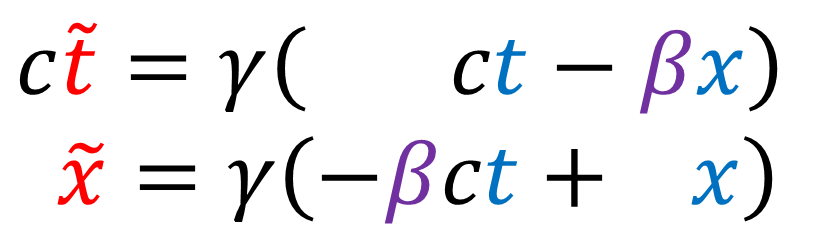 ct̃ = γ( ct − βx)
x̃ = γ(−βct + x)